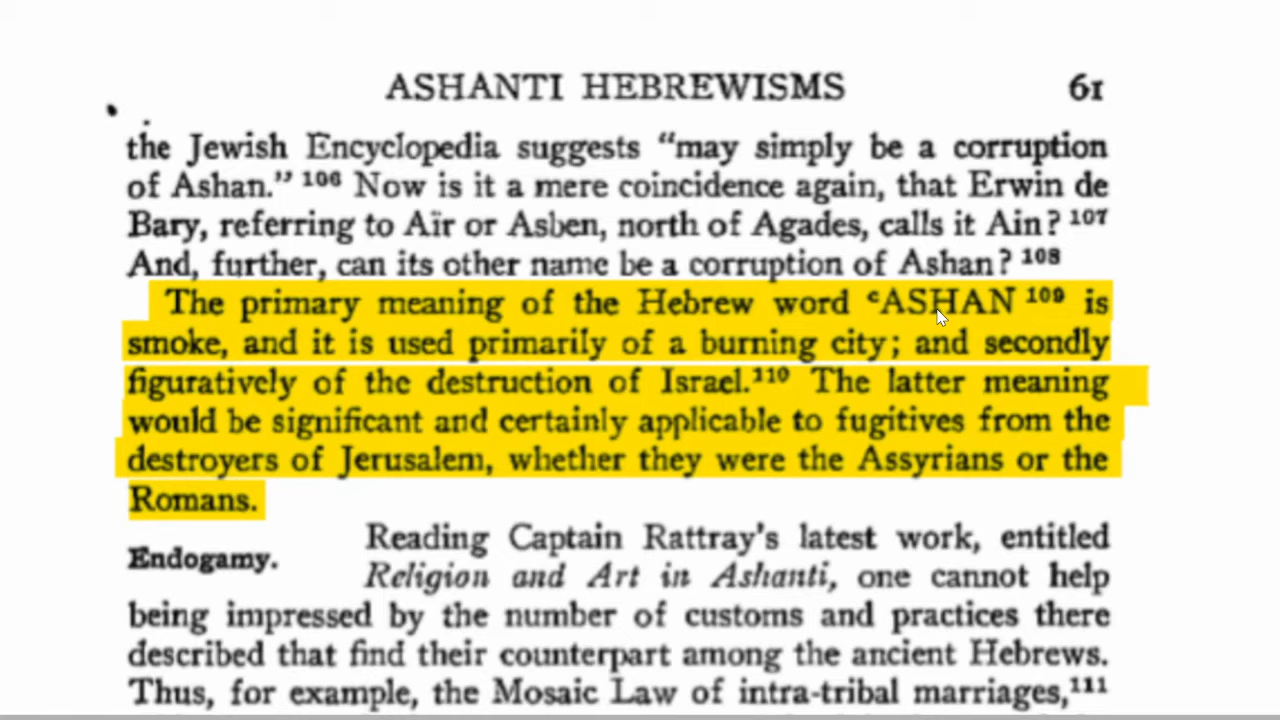 ASHANTI HEBREWISMS 61
the Jewish Encyclopedia suggests “may simply be a corruption
of Ashan.” ¹⁰⁶ Now is it a mere coincidence again, that Erwin de
Bary, referring to Aïr or Asben, north of Agades, calls it Ain? ¹⁰⁷
And, further, can its other name be a corruption of Ashan? ¹⁰⁸
The primary meaning of the Hebrew word ᶜASHAN ¹⁰⁹ is
smoke, and it is used primarily of a burning city; and secondly
figuratively of the destruction of Israel.¹¹⁰ The latter meaning
would be significant and certainly applicable to fugitives from the
destroyers of Jerusalem, whether they were the Assyrians or the
Romans.
Endogamy. Reading Captain Rattray’s latest work, entitled
Religion and Art in Ashanti, one cannot help
being impressed by the number of customs and practices there
described that find their counterpart among the ancient Hebrews.
Thus, for example, the Mosaic Law of intra-tribal marriages,¹¹¹